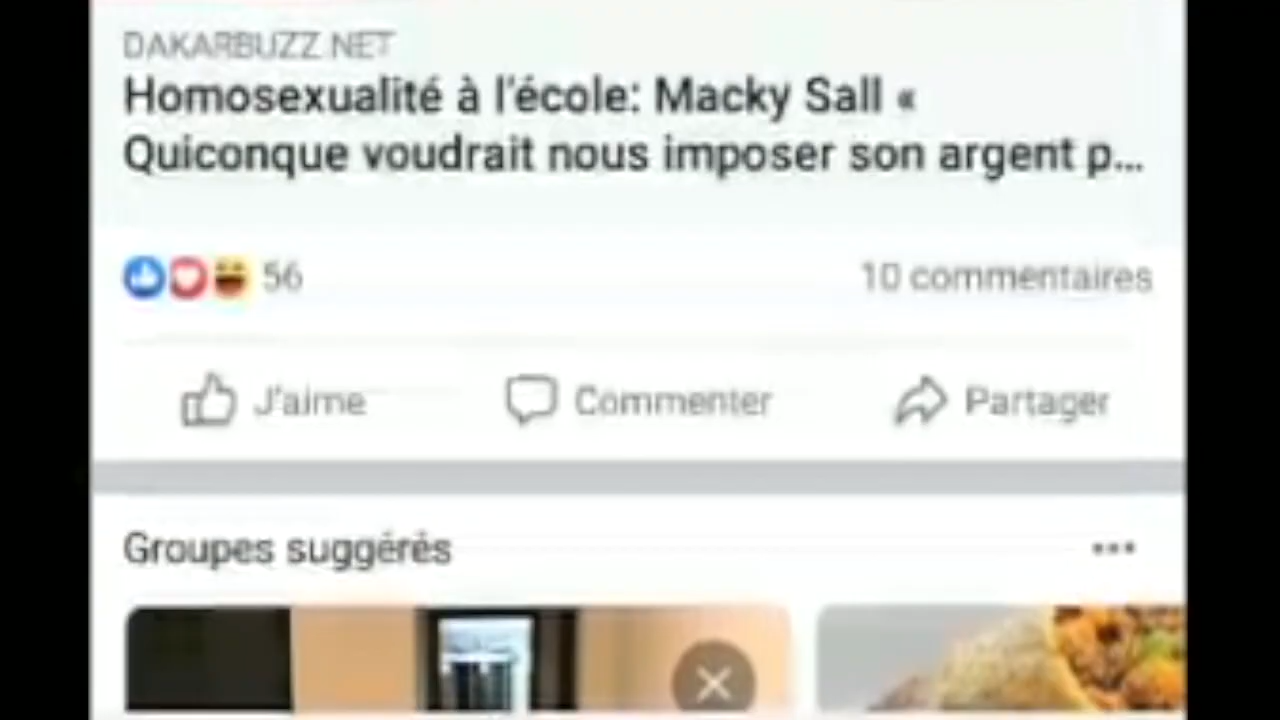 DAKARBUZZ.NET
Homosexualité à l'école: Macky Sall «
Quiconque voudrait nous imposer son argent p...
56
10 commentaires
J'aime
Commenter
Partager
Groupes suggérés